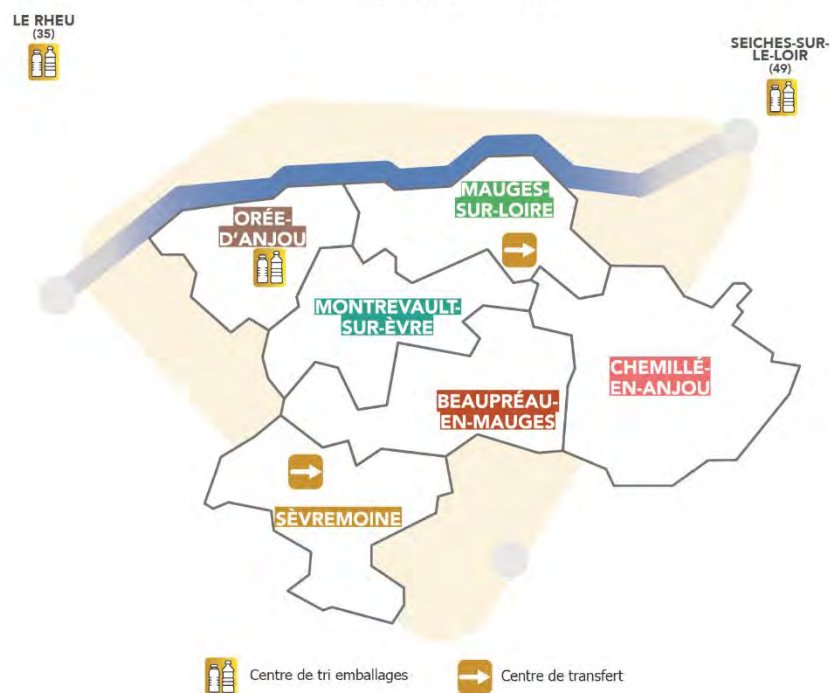 LE RHEU
(35)
SEICHES-SUR-
LE-LOIR
(49)
MAUGES-
SUR-LOIRE
ORÉE-
D'ANJOU
MONTREVAULT-
SUR-ÈVRE
CHEMILLÉ-
EN-ANJOU
BEAUPRÉAU-
EN-MAUGES
SÈVREMOINE
Centre de tri emballages
Centre de transfert